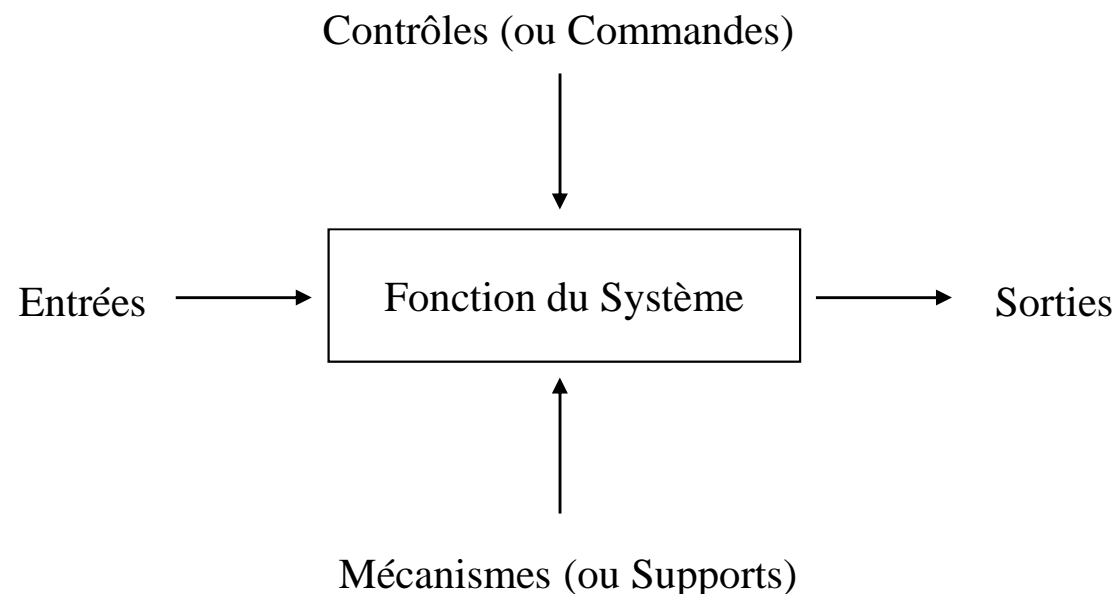 Contrôles (ou Commandes)
Entrées
Fonction du Système
Sorties
Mécanismes (ou Supports)